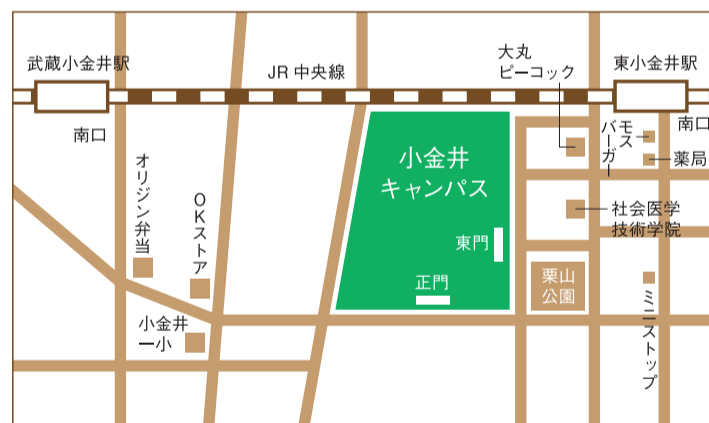 武蔵小金井駅
JR 中央線
大丸
ピーコック
東小金井駅
南口
南口
モス
バーガー
薬局
オリジン弁当
OKストア
小金井
キャンパス
東門
正門
社会医学
技術学院
栗山
公園
ミニストップ
小金井
一小